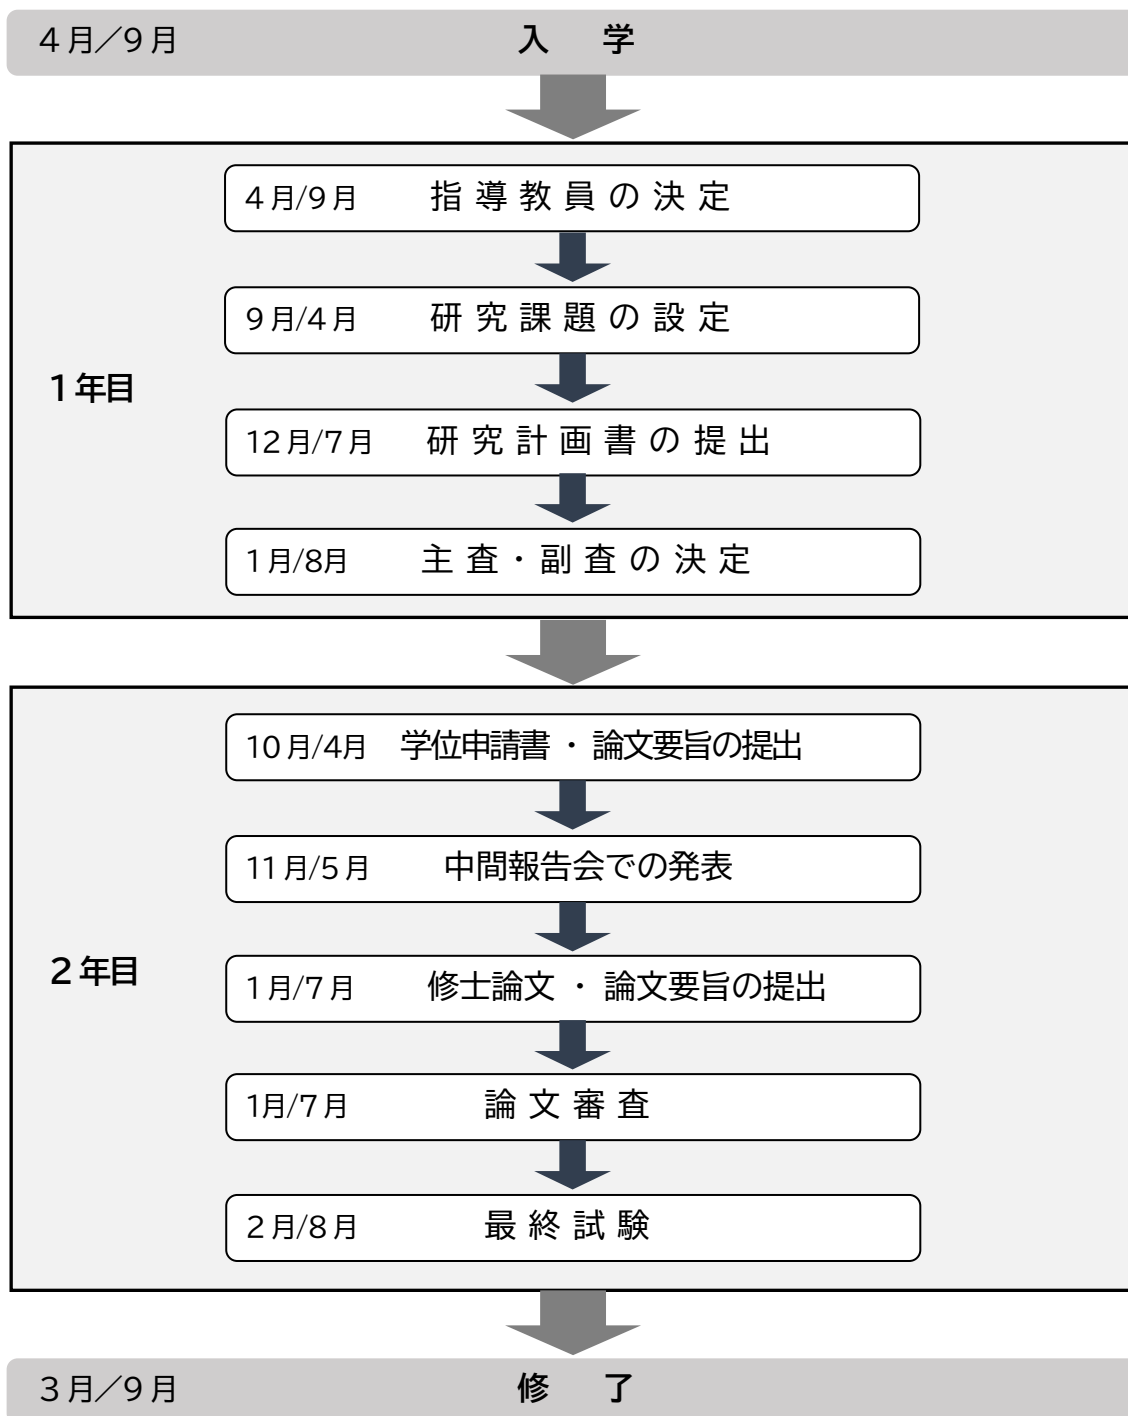 4月／9月 入 学
4月/9月 指導教員の決定
9月/4月 研究課題の設定
1年目
12月/7月 研究計画書の提出
1月/8月 主査・副査の決定
10月/4月 学位申請書・論文要旨の提出
11月/5月 中間報告会での発表
2年目
1月/7月 修士論文・論文要旨の提出
1月/7月 論文審査
2月/8月 最終試験
3月／9月 修 了